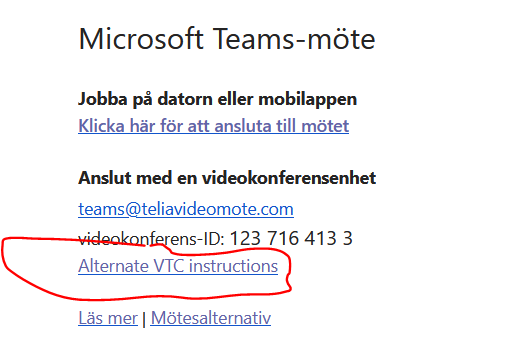 Microsoft Teams-möte
Jobba på datorn eller mobilappen
Klicka här för att ansluta till mötet
Anslut med en videokonferensenhet
teams@teliavideomote.com
videokonferens-ID: 123 716 413 3
Alternate VTC instructions
Läs mer | Mötesalternativ